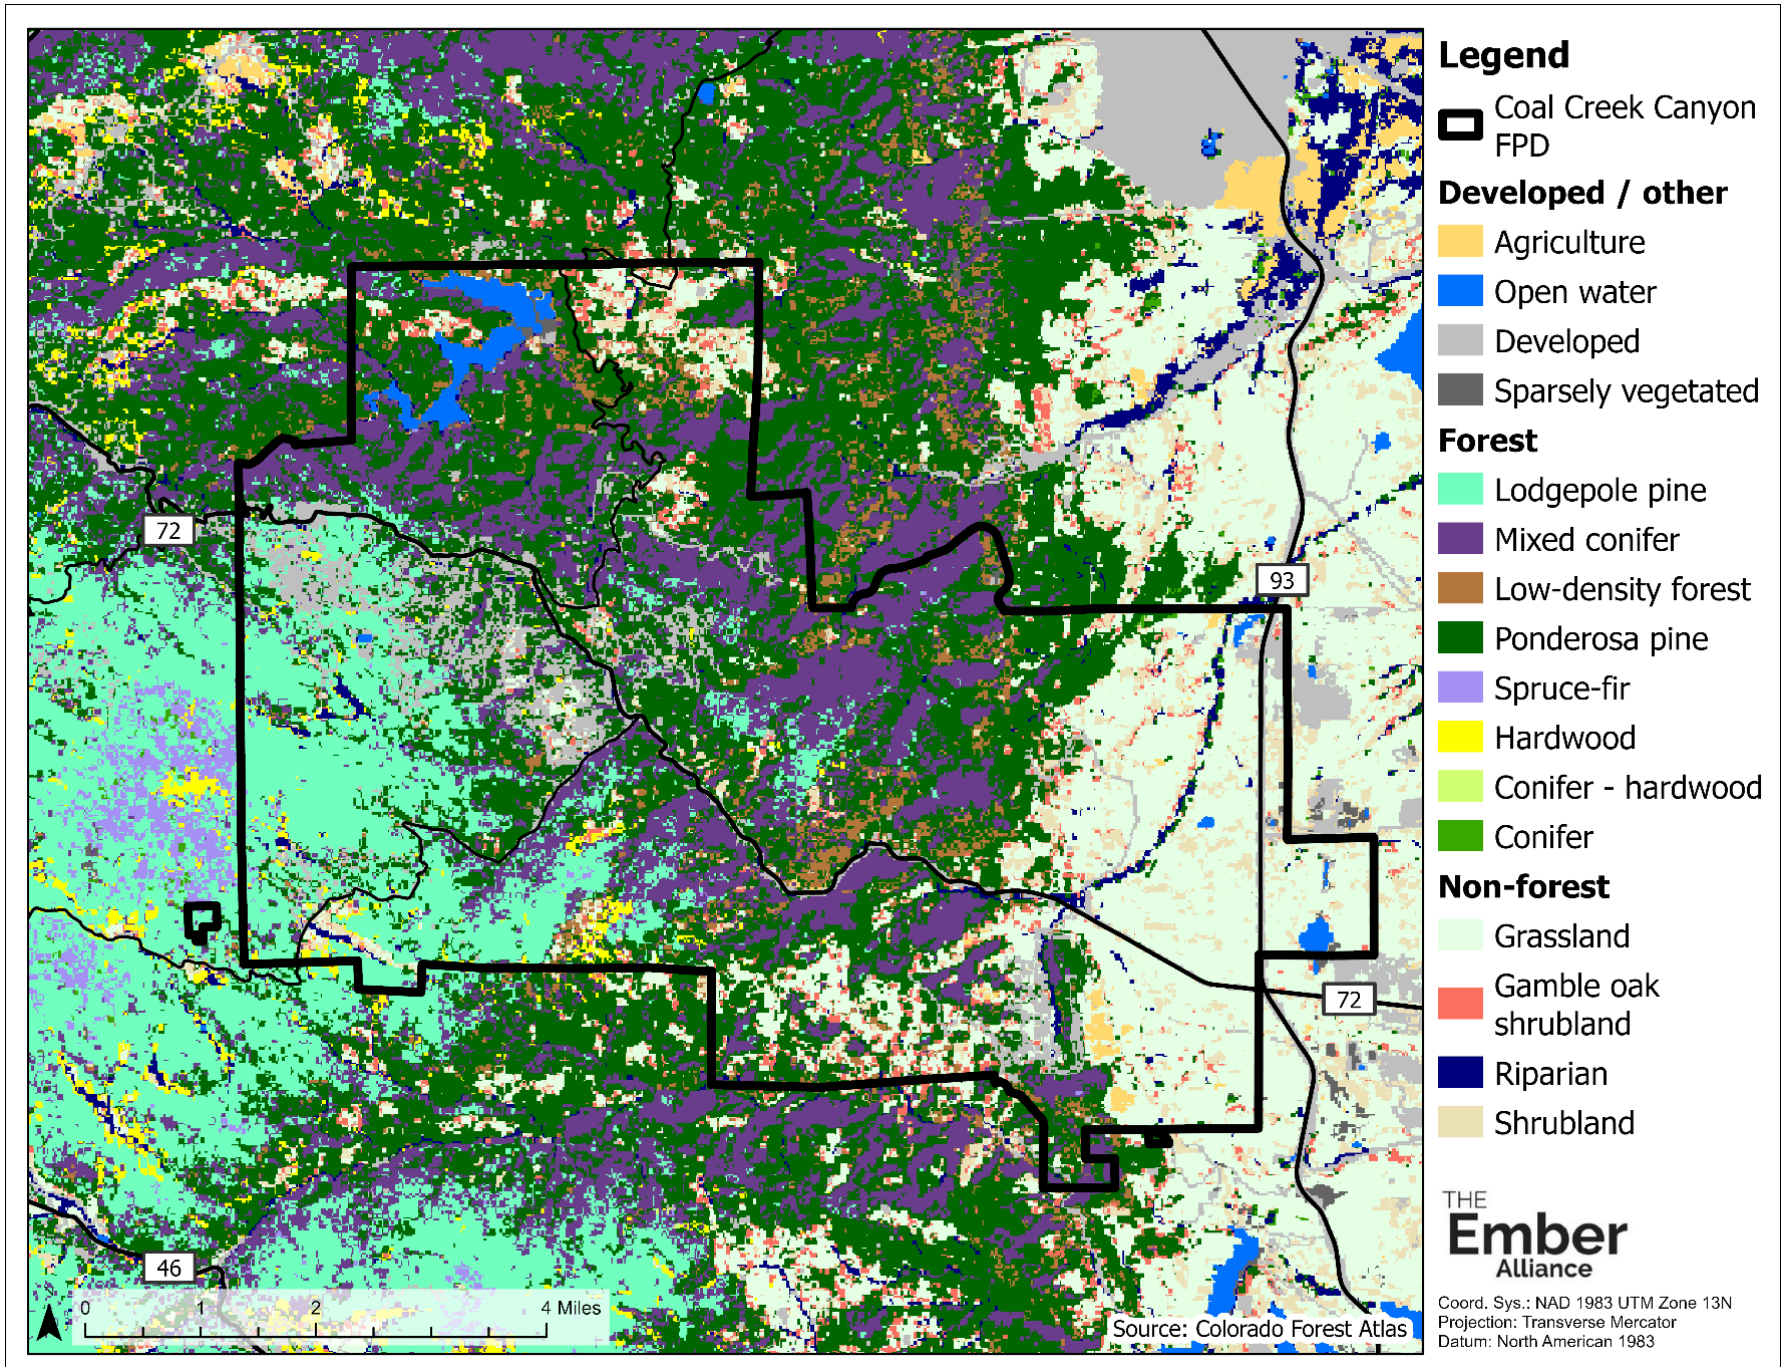 Legend
Coal Creek Canyon
FPD
Developed / other
Agriculture
Open water
Developed
Sparsely vegetated
Forest
Lodgepole pine
Mixed conifer
Low-density forest
Ponderosa pine
Spruce-fir
Hardwood
Conifer - hardwood
Conifer
Non-forest
Grassland
Gamble oak
shrubland
Riparian
Shrubland
72
93
72
46
0 1 2 4 Miles
Source: Colorado Forest Atlas
THE
Ember
Alliance
Coord. Sys.: NAD 1983 UTM Zone 13N
Projection: Transverse Mercator
Datum: North American 1983